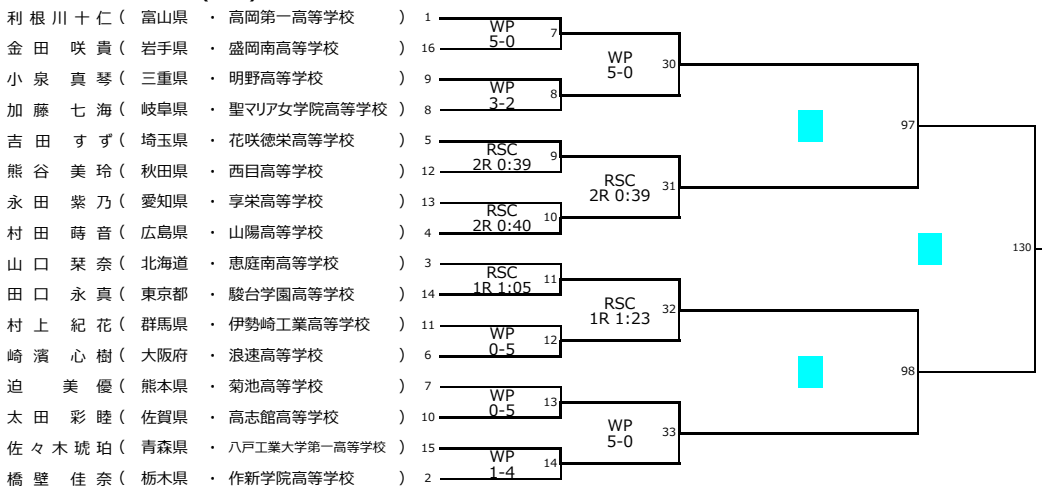 利根川十仁 ( 富山県 ・ 高岡第一高等学校 ) 1
金田咲貴 ( 岩手県 ・ 盛岡南高等学校 ) 16
小泉真琴 ( 三重県 ・ 明野高等学校 ) 9
加藤七海 ( 岐阜県 ・ 聖マリア女学院高等学校 ) 8
吉田すず ( 埼玉県 ・ 花咲徳栄高等学校 ) 5
熊谷美玲 ( 秋田県 ・ 西目高等学校 ) 12
永田紫乃 ( 愛知県 ・ 享栄高等学校 ) 13
村田蒔音 ( 広島県 ・ 山陽高等学校 ) 4
山口栞奈 ( 北海道 ・ 恵庭南高等学校 ) 3
田口永真 ( 東京都 ・ 駿台学園高等学校 ) 14
村上紀花 ( 群馬県 ・ 伊勢崎工業高等学校 ) 11
崎濱心樹 ( 大阪府 ・ 浪速高等学校 ) 6
迫美優 ( 熊本県 ・ 菊池高等学校 ) 7
太田彩睦 ( 佐賀県 ・ 高志館高等学校 ) 10
佐々木琥珀 ( 青森県 ・ 八戸工業大学第一高等学校 ) 15
橋壁佳奈 ( 栃木県 ・ 作新学院高等学校 ) 2
WP 7
5-0
WP 8
3-2
RSC 9
2R 0:39
RSC 10
2R 0:40
RSC 11
1R 1:05
WP 12
0-5
WP 13
0-5
WP 14
1-4
WP 30
5-0
RSC 31
2R 0:39
RSC 32
1R 1:23
WP 33
5-0
97
98
130